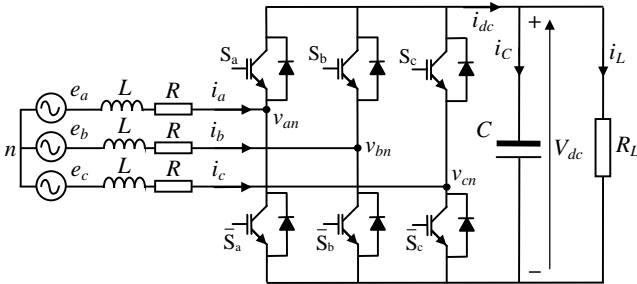 i_dc
S_a S_b S_c + i_C i_L
e_a L R i_a
v_an
e_b L R i_b
n v_bn C V_dc R_L
e_c L R i_c
v_cn
S̄_a S̄_b S̄_c
−